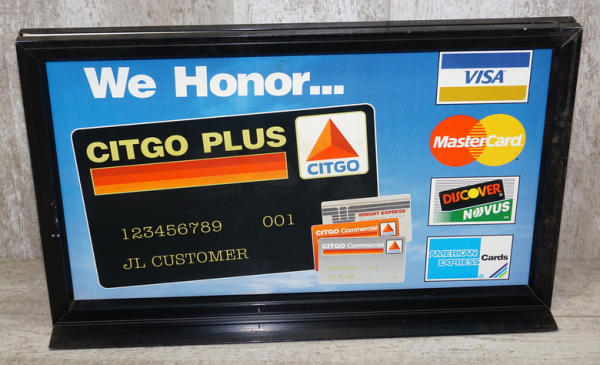 We Honor...
CITGO PLUS
CITGO
123456789 001
JL CUSTOMER
WRIGHT EXPRESS
CITGO Commercial
CITGO Commercial
VISA
MasterCard
DISCOVER
NOVUS
AMERICAN
EXPRESS
Cards